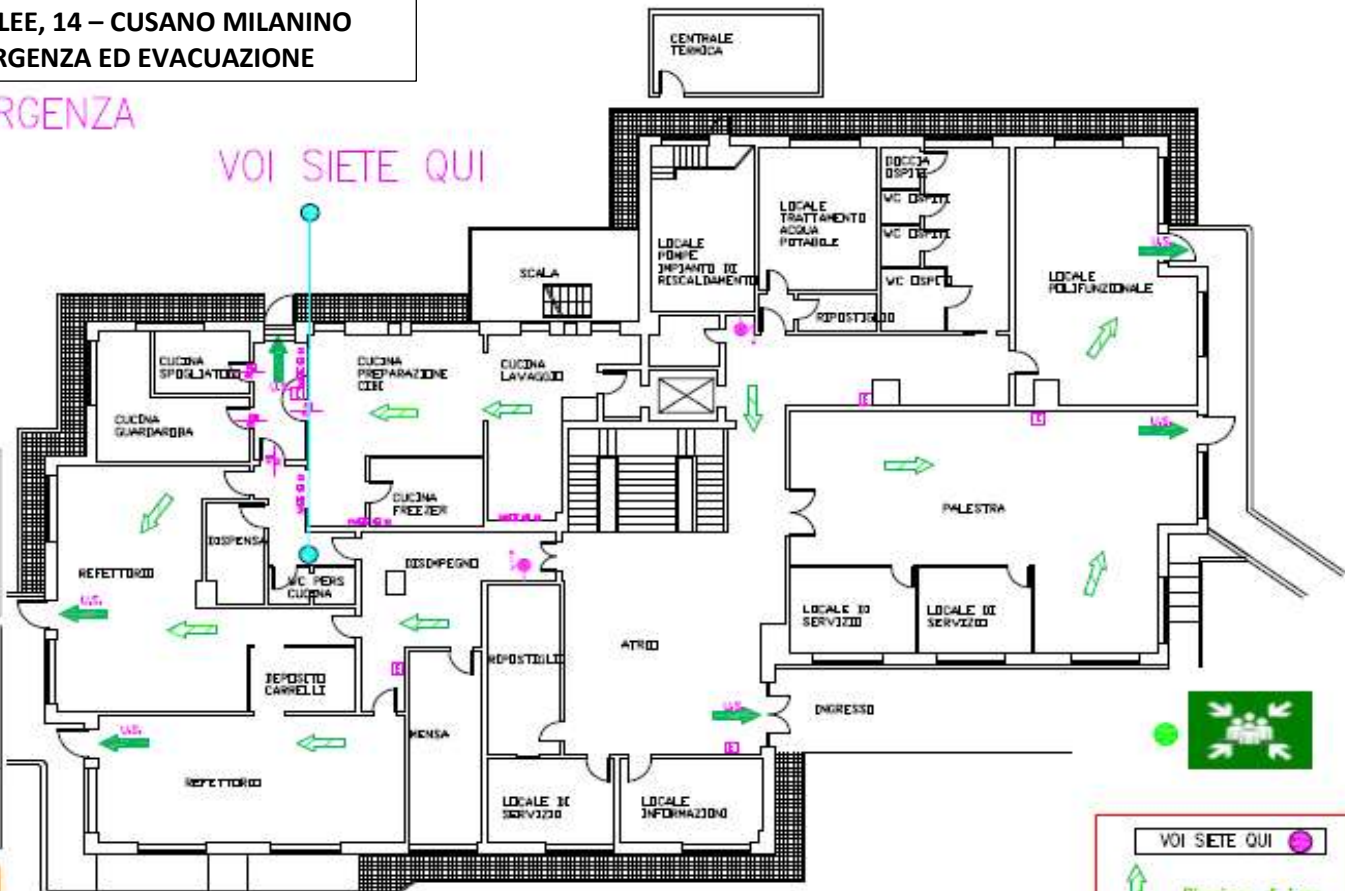 LEE, 14 – CUSANO MILANINO
RGENZA ED EVACUAZIONE
RGENZA
VOI SIETE QUI
CENTRALE
TERMICA
DOCCIA
OSPITI
WC OSPITI
WC OSPITI
WC OSPITI
LOCALE
TRATTAMENTO
ACQUA
POTABILE
LOCALE
POMPE
IMPIANTO DI
RISCALDAMENTO
RIPOSTIGLIO
LOCALE
POLIFUNZIONALE
U.S.
SCALA
CUCINA
SPOGLIATOIO
U.S.
CUCINA
PREPARAZIONE
CIBI
CUCINA
LAVAGGIO
CUCINA
GUARDAROBA
CUCINA
FREEZER
E
E
E
U.S.
PALESTRA
DISPENSA
REFETTORIO
WC PERS
CUCINA
DISIMPEGNO
U.S.
LOCALE DI
SERVIZIO
LOCALE DI
SERVIZIO
ATRIO
RIPOSTIGLI
E
DEPOSITO
CARRELLI
U.S.
INGRESSO
E
U.S.
MENSA
REFETTORIO
LOCALE DI
SERVIZIO
LOCALE
INFORMAZIONI
VOI SIETE QUI